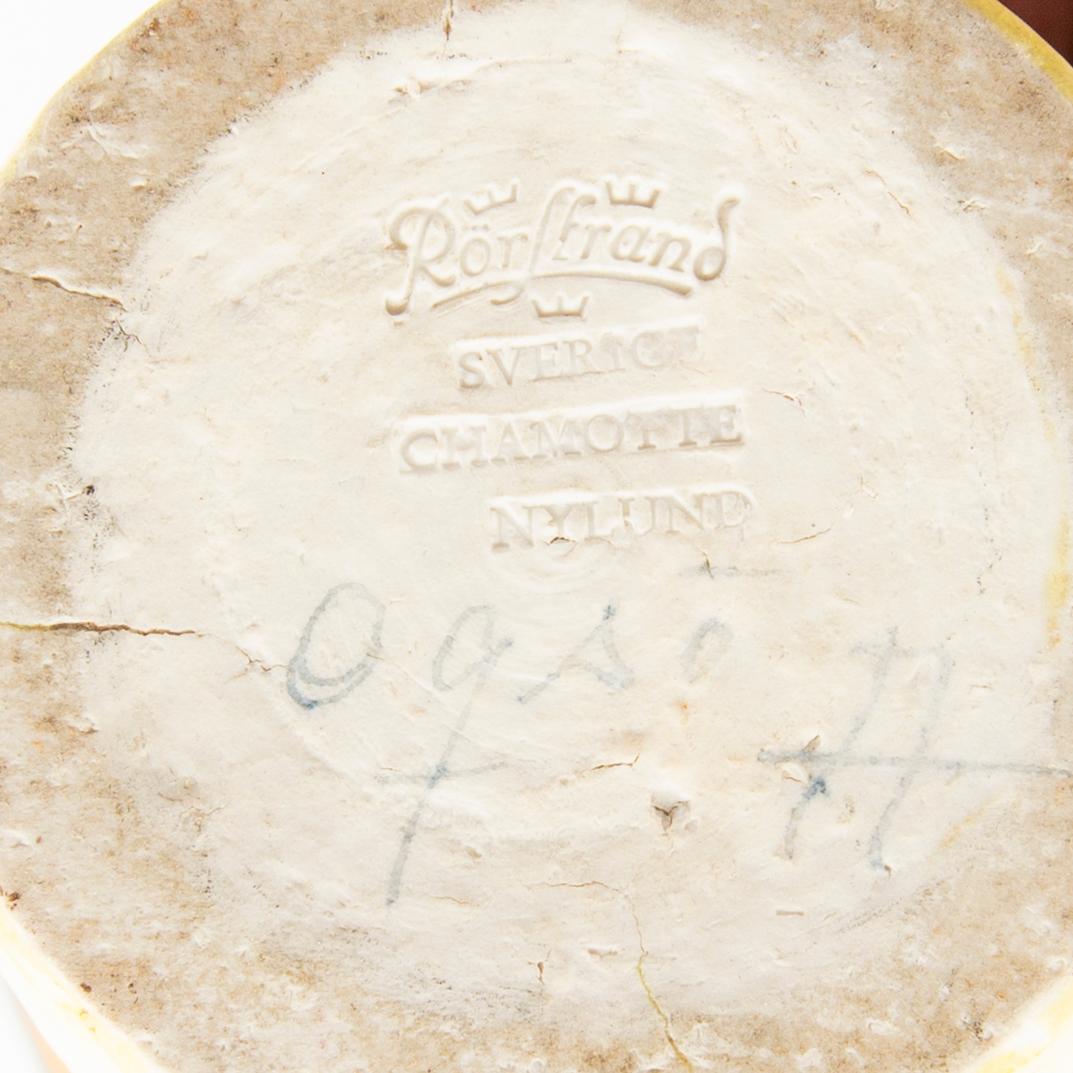 Rörstrand
SVERIGE
CHAMOTTE
NYLUND